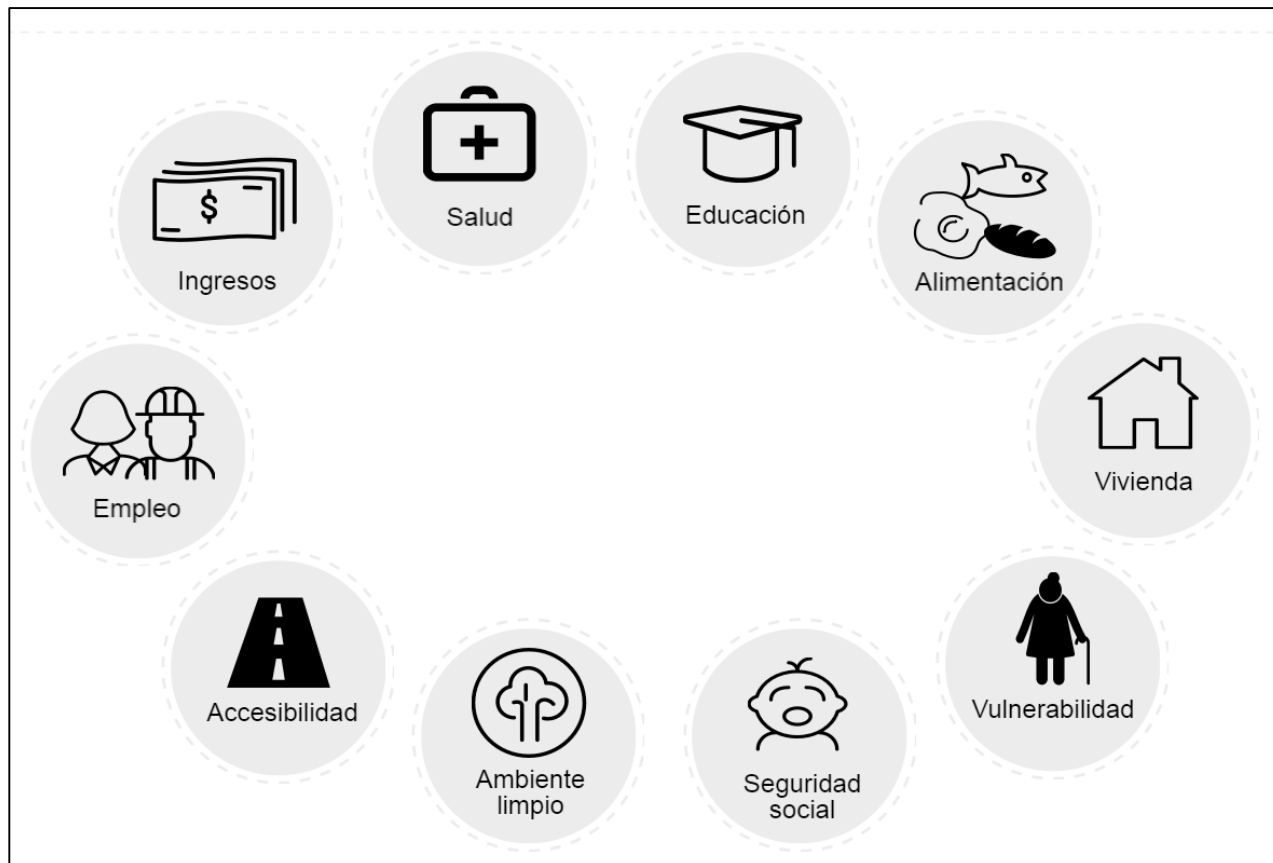 Salud
Educación
Ingresos
$
Alimentación
Empleo
Vivienda
Accesibilidad
Vulnerabilidad
Ambiente
limpio
Seguridad
social